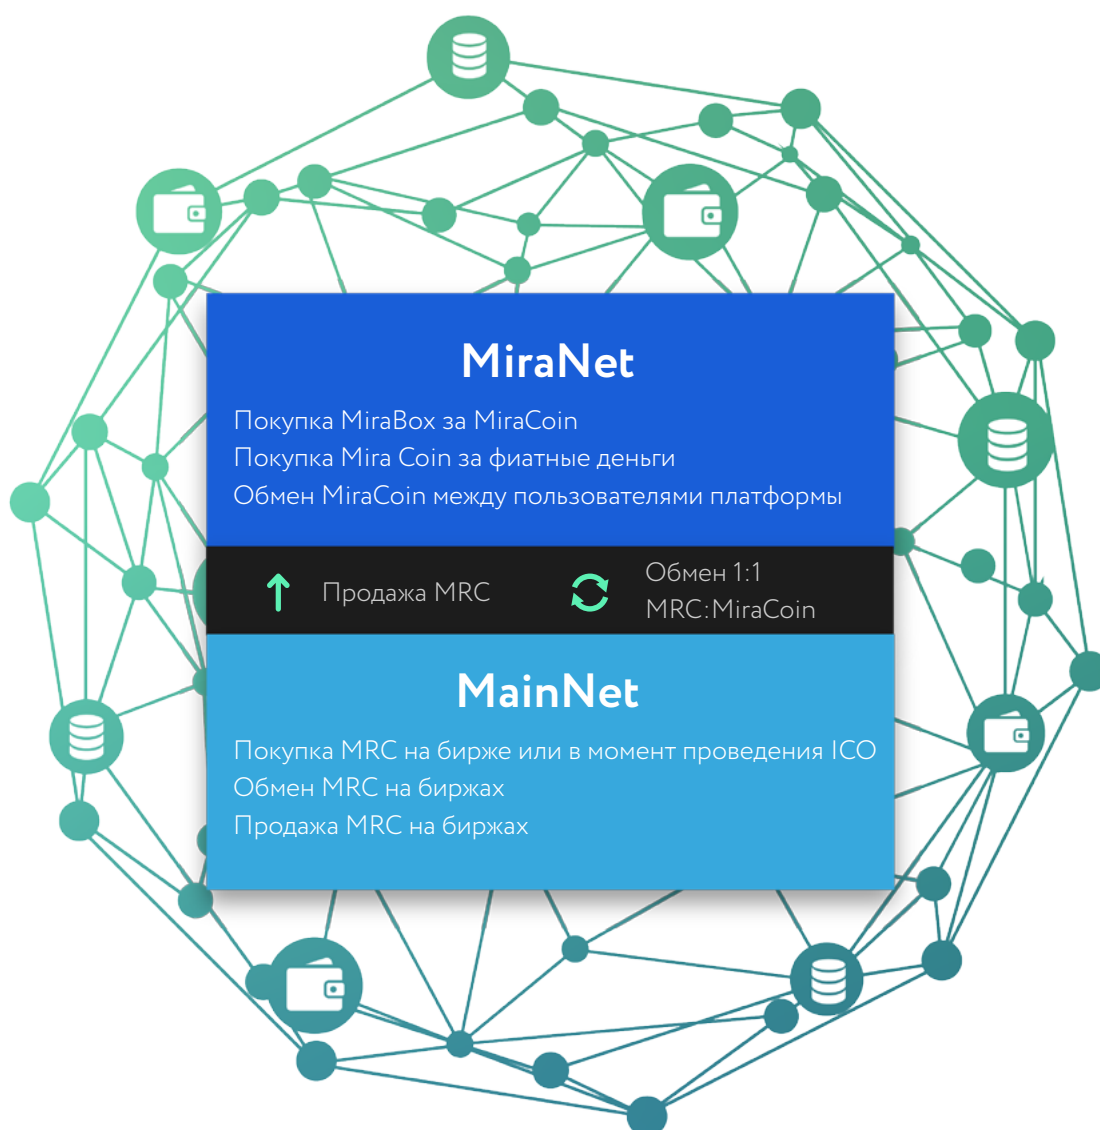 MiraNet
Покупка MiraBox за MiraCoin
Покупка Mira Coin за фиатные деньги
Обмен MiraCoin между пользователями платформы
Продажа MRC
Обмен 1:1
MRC:MiraCoin
MainNet
Покупка MRC на бирже или в момент проведения ICO
Обмен MRC на биржах
Продажа MRC на биржах